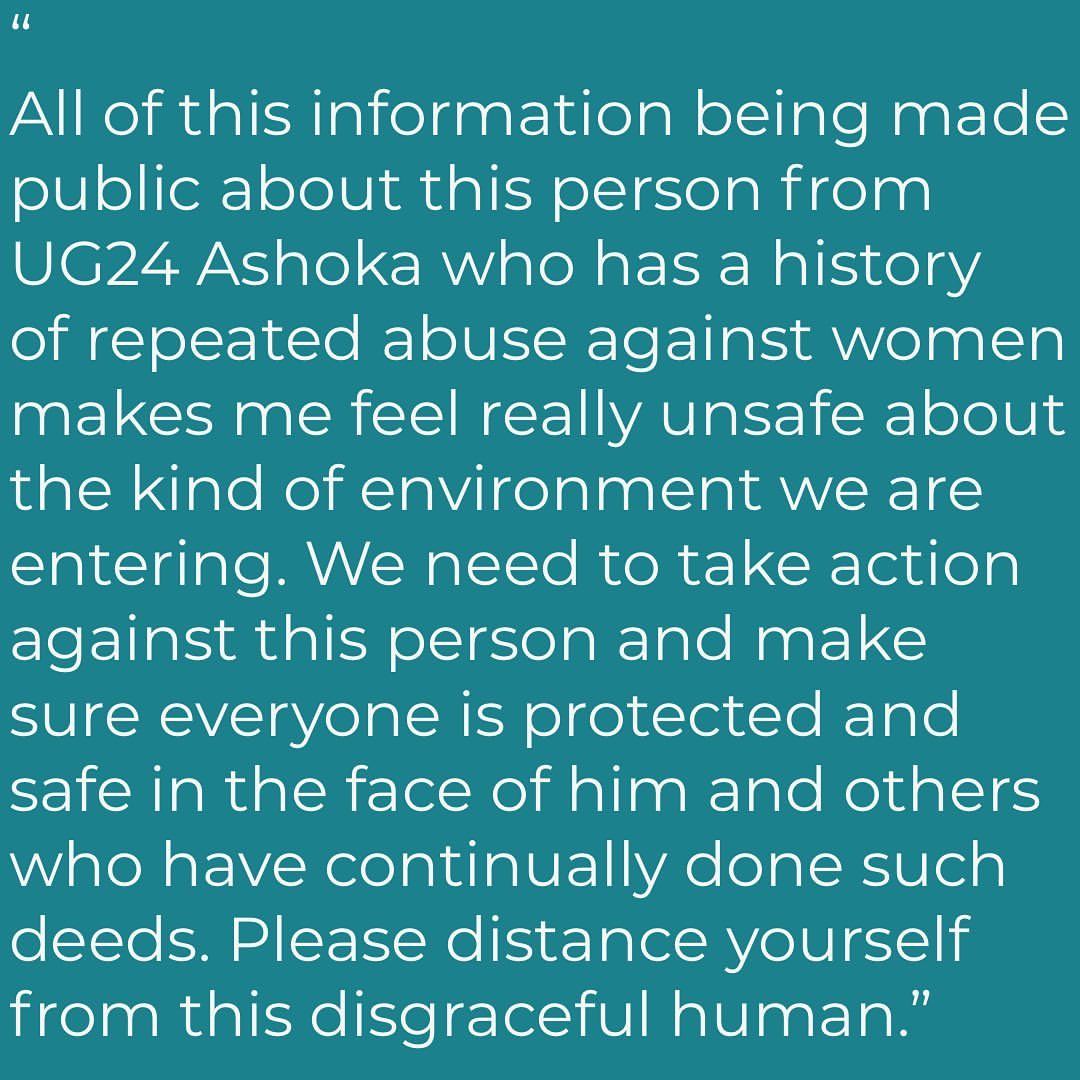 “
All of this information being made
public about this person from
UG24 Ashoka who has a history
of repeated abuse against women
makes me feel really unsafe about
the kind of environment we are
entering. We need to take action
against this person and make
sure everyone is protected and
safe in the face of him and others
who have continually done such
deeds. Please distance yourself
from this disgraceful human.”